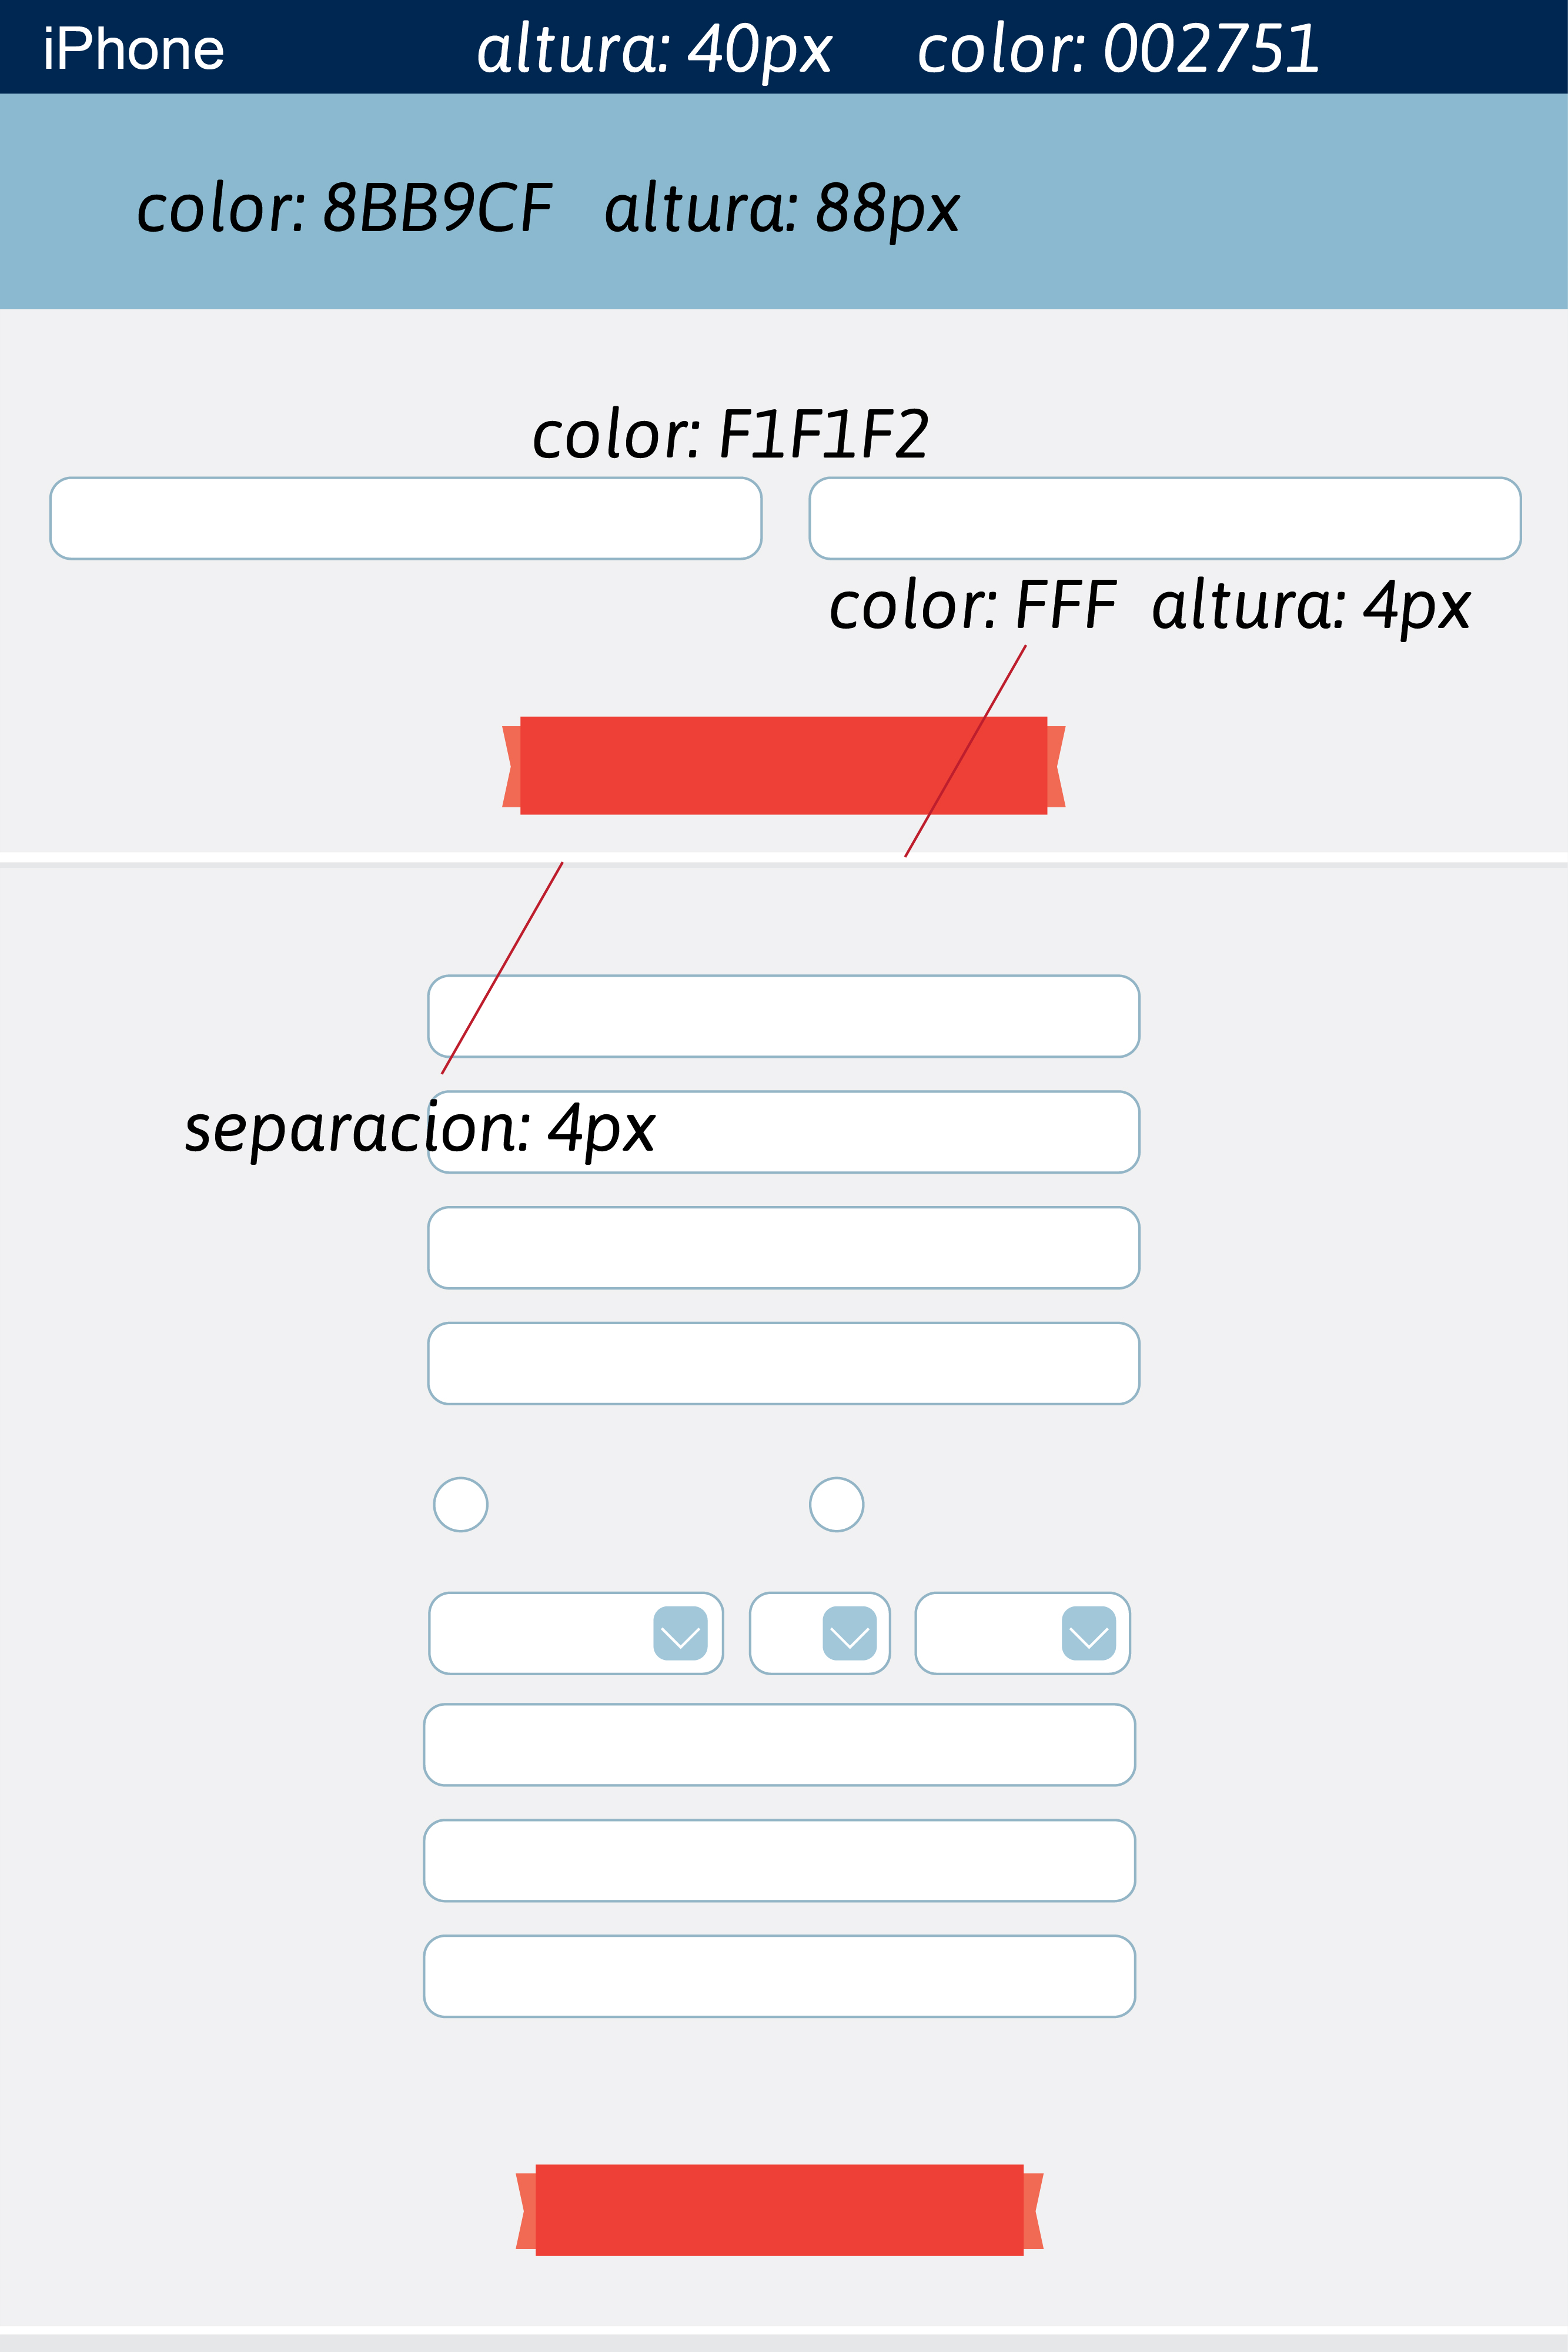 iPhone altura: 40px color: 002751
color: 8BB9CF altura: 88px
color: F1F1F2
color: FFF altura: 4px
separacion: 4px